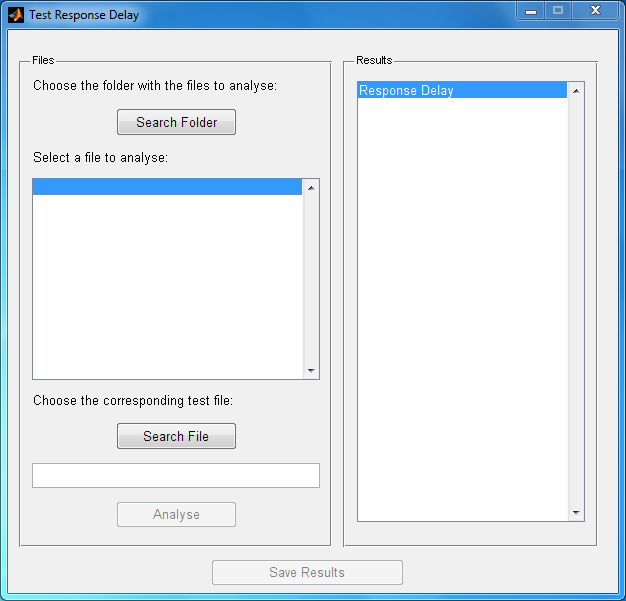 Test Response Delay
Files
Choose the folder with the files to analyse:
Search Folder
Select a file to analyse:
Choose the corresponding test file:
Search File
Analyse
Results
Response Delay
Save Results